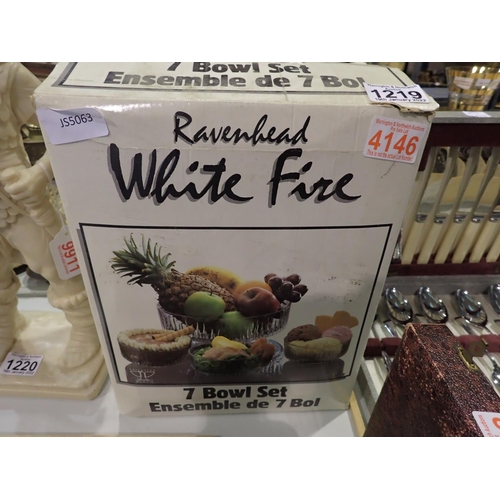 7 Bowl Set
Ensemble de 7 Bol
1219
JS5063
4146
Ravenhead
White Fire
9911
1220
7 Bowl Set
Ensemble de 7 Bol